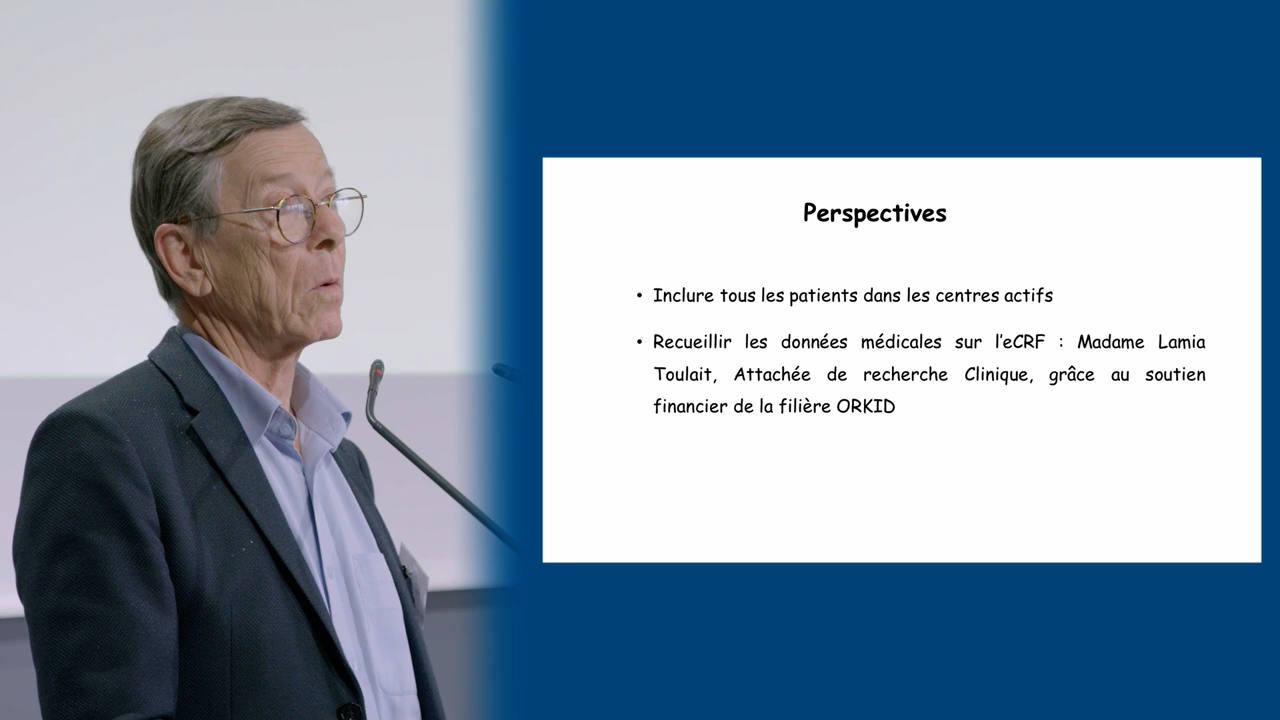 Perspectives
• Inclure tous les patients dans les centres actifs
• Recueillir les données médicales sur l'eCRF : Madame Lamia
Toulait, Attachée de recherche Clinique, grâce au soutien
financier de la filière ORKID